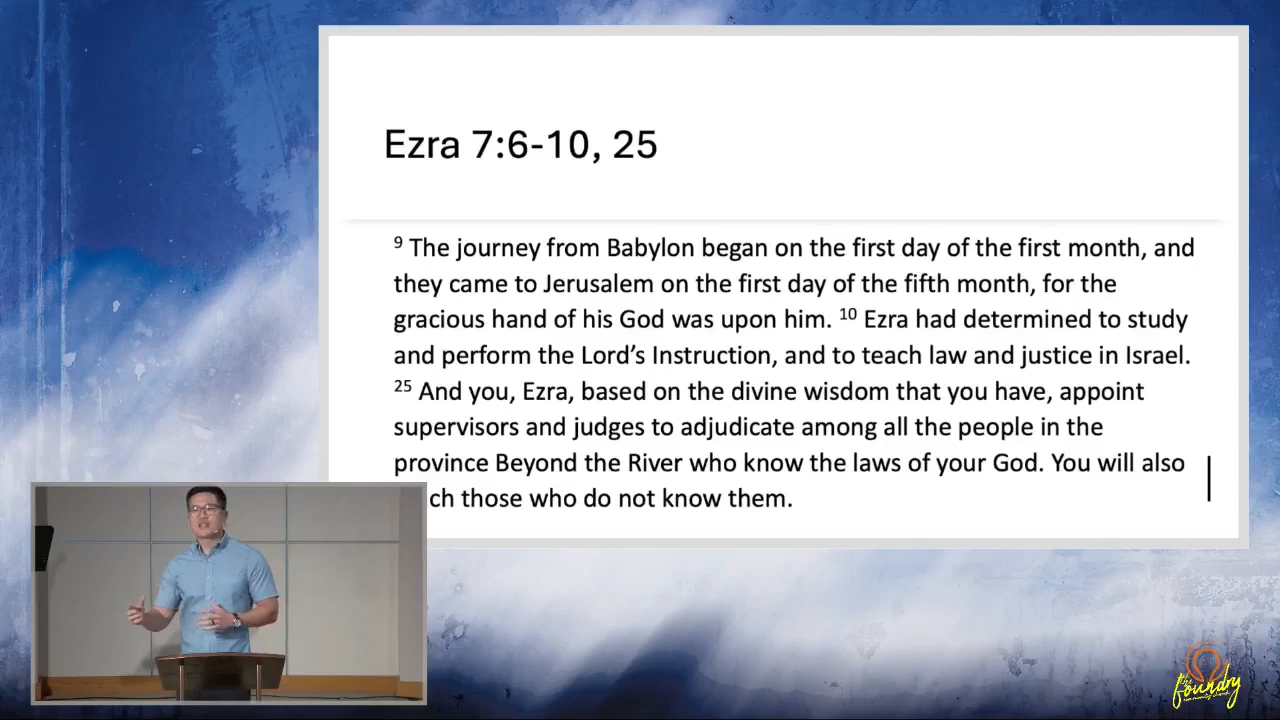 Ezra 7:6-10, 25
⁹ The journey from Babylon began on the first day of the first month, and
they came to Jerusalem on the first day of the fifth month, for the
gracious hand of his God was upon him. ¹⁰ Ezra had determined to study
and perform the Lord’s Instruction, and to teach law and justice in Israel.
²⁵ And you, Ezra, based on the divine wisdom that you have, appoint
supervisors and judges to adjudicate among all the people in the
province Beyond the River who know the laws of your God. You will also
ch those who do not know them.
the
foundry